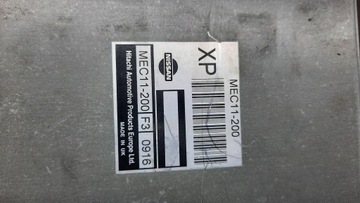 XP
MEC11-200
NISSAN
MEC11-200 F3 0916
Hitachi Automotive Products Europe Ltd.
MADE IN UK